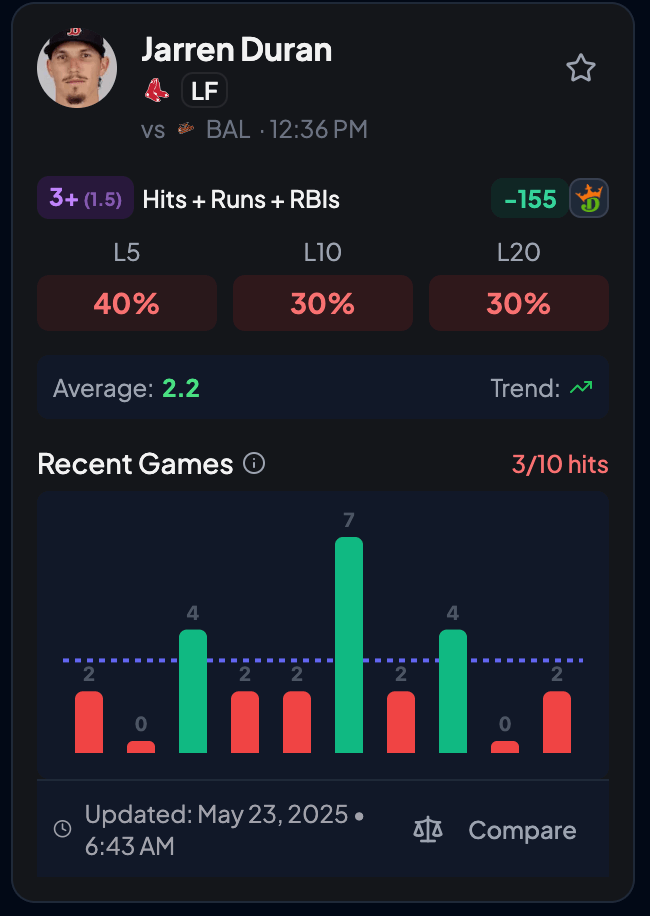 Jarren Duran
LF
vs BAL · 12:36 PM
3+ (1.5) Hits + Runs + RBIs -155
L5 L10 L20
40% 30% 30%
Average: 2.2 Trend:
Recent Games 3/10 hits
2 0 4 2 2 7 2 4 0 2
Updated: May 23, 2025 •
6:43 AM
Compare